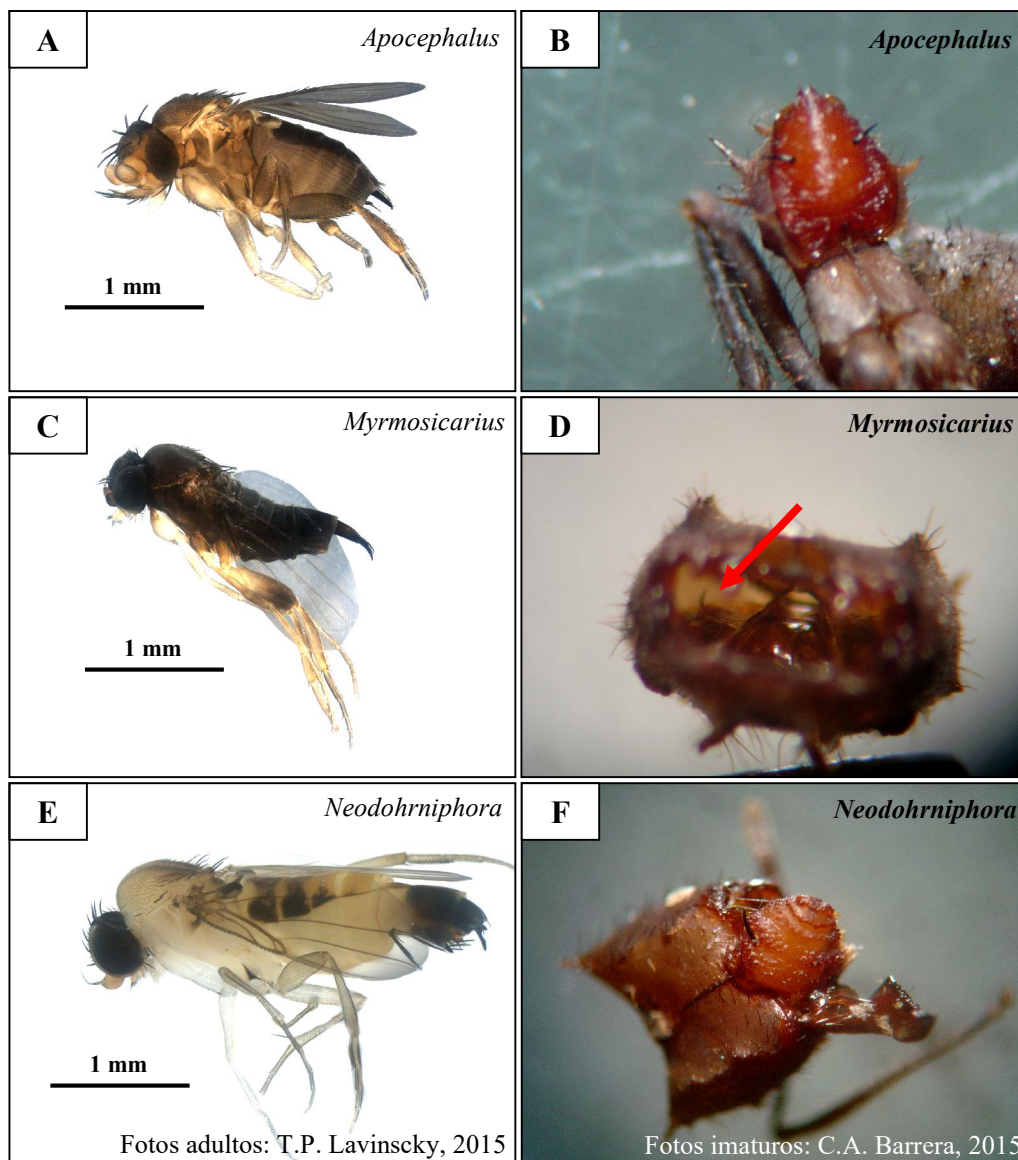 A
Apocephalus
1 mm
B
Apocephalus
C
Myrmosicarius
1 mm
D
Myrmosicarius
E
Neodohrniphora
1 mm
Fotos adultos: T.P. Lavinscky, 2015
F
Neodohrniphora
Fotos imaturos: C.A. Barrera, 2015